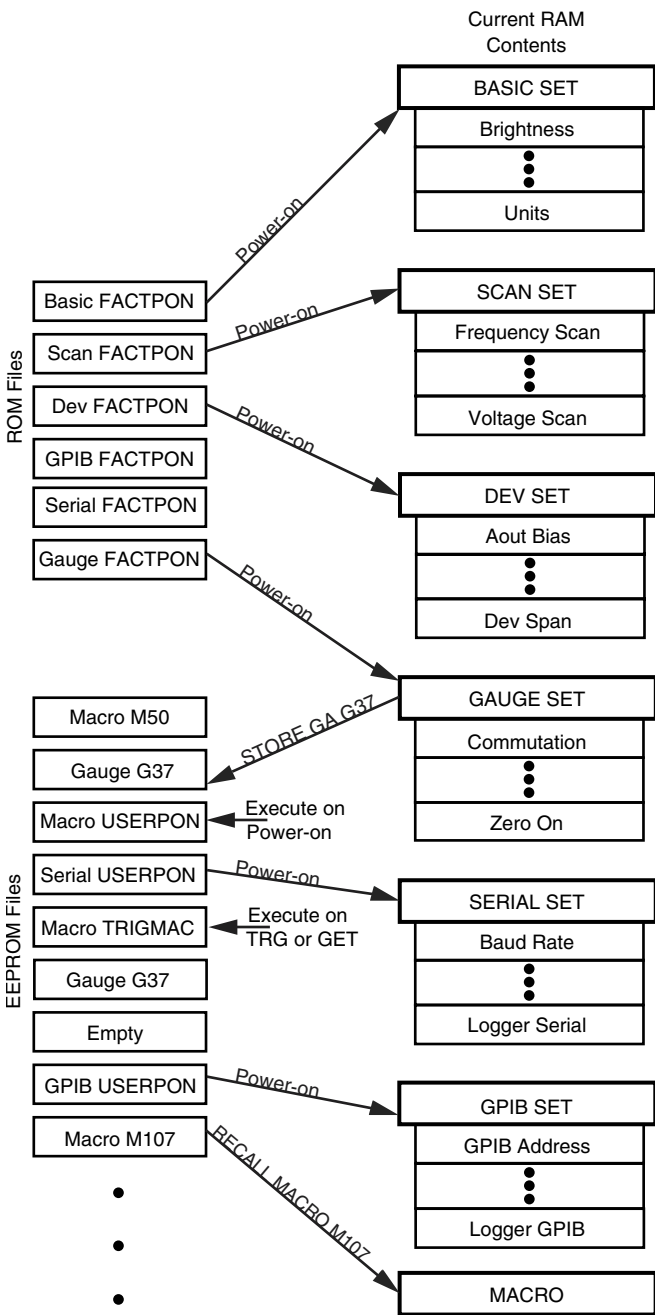 Current RAM
Contents
BASIC SET
Brightness
Units
Power-on
ROM Files
Basic FACTPON
Scan FACTPON
Dev FACTPON
GPIB FACTPON
Serial FACTPON
Gauge FACTPON
Power-on
SCAN SET
Frequency Scan
Voltage Scan
Power-on
DEV SET
Aout Bias
Dev Span
Power-on
GAUGE SET
Commutation
Zero On
STORE GA G37
EEPROM Files
Macro M50
Gauge G37
Macro USERPON
Execute on
Power-on
Serial USERPON
Power-on
SERIAL SET
Baud Rate
Logger Serial
Macro TRIGMAC
Execute on
TRG or GET
Gauge G37
Empty
GPIB USERPON
Power-on
GPIB SET
GPIB Address
Logger GPIB
Macro M107
RECALL MACRO M107
MACRO